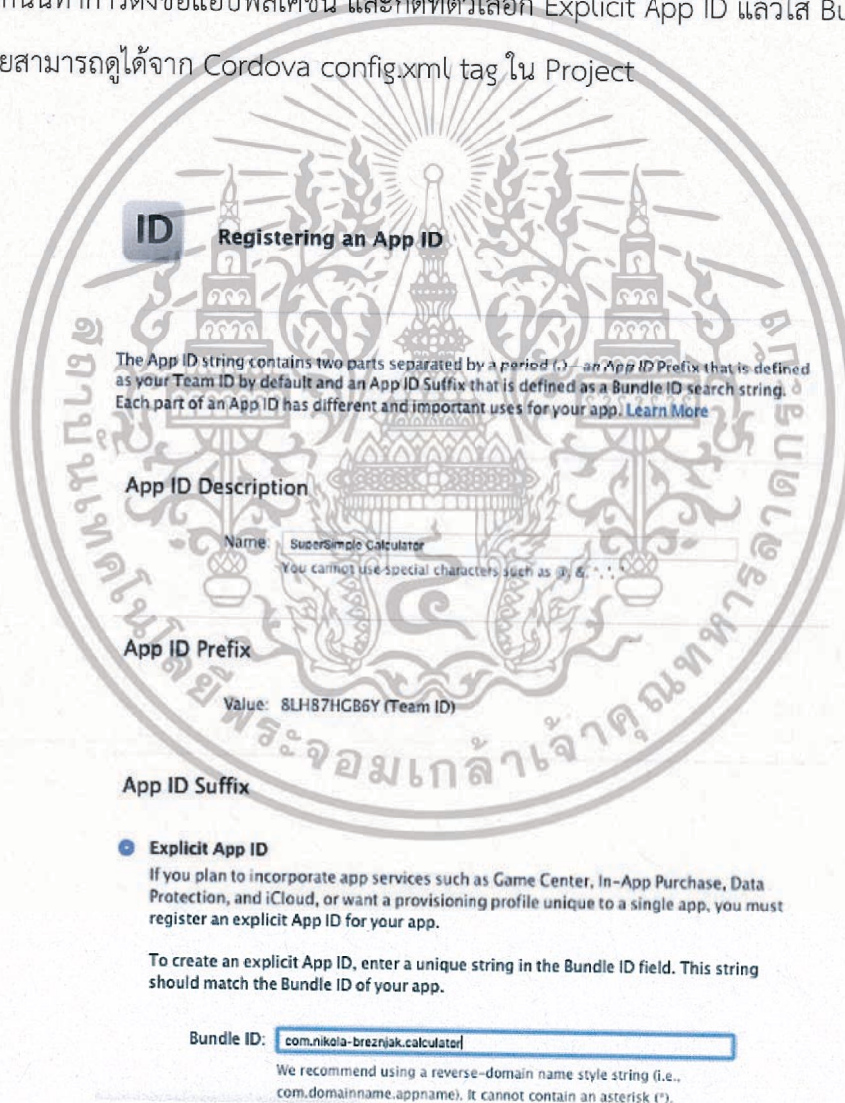 นั้นทำการตั้งชื่อแอปพลิเคชัน และกดที่ตัวเลือก Explicit App ID แล้วใส่
สามารถดูได้จาก Cordova config.xml tag ใน Project
ID
Registering an App ID
The App ID string contains two parts separated by a period (.) — an App ID Prefix that is defined
as your Team ID by default and an App ID Suffix that is defined as a Bundle ID search string.
Each part of an App ID has different and important uses for your app. Learn More
App ID Description
Name: SuperSimple Calculator
You cannot use special characters such as @, &, *, ', "
App ID Prefix
Value: 8LH87HGB6Y (Team ID)
App ID Suffix
Explicit App ID
If you plan to incorporate app services such as Game Center, In-App Purchase, Data
Protection, and iCloud, or want a provisioning profile unique to a single app, you must
register an explicit App ID for your app.
To create an explicit App ID, enter a unique string in the Bundle ID field. This string
should match the Bundle ID of your app.
Bundle ID: com.nikola-breznjak.calculator
We recommend using a reverse-domain name style string (i.e.,
com.domainname.appname). It cannot contain an asterisk (*).
สถาบันเทคโนโลยีพระจอมเกล้าเจ้าคุณทหารลาดกระบัง
๔